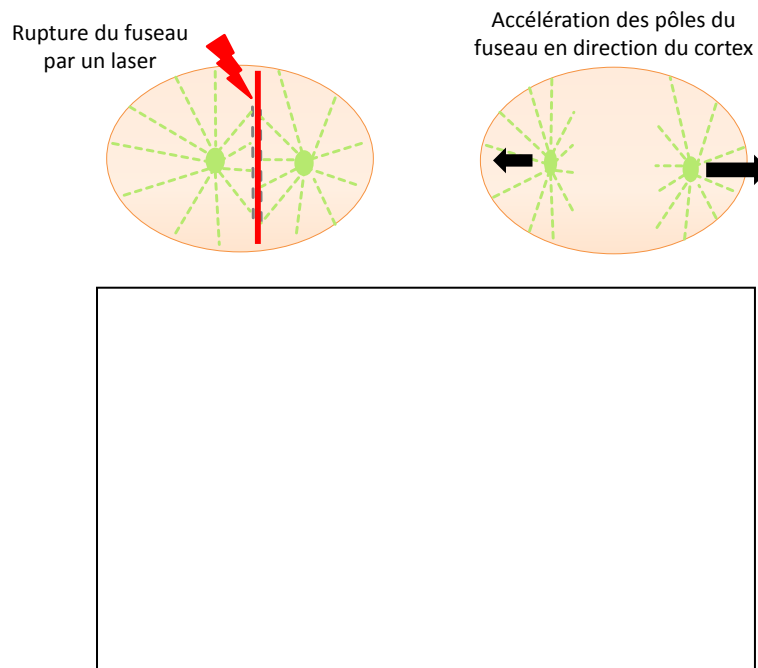 Rupture du fuseau
par un laser
Accélération des pôles du
fuseau en direction du cortex